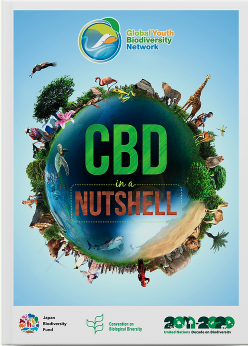 Global Youth
Biodiversity
Network
CBD
in a
NUTSHELL
Japan
Biodiversity
Fund
Convention on
Biological Diversity
2011-2020
United Nations Decade on Biodiversity